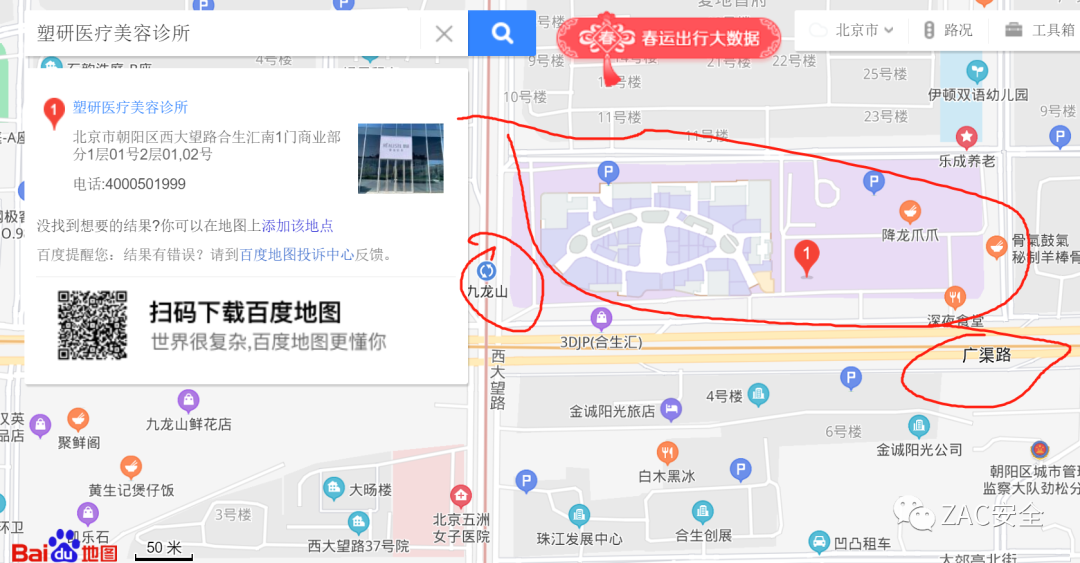 塑研医疗美容诊所
石韵浩庭-B座
4号楼
塑研医疗美容诊所
北京市朝阳区西大望路合生汇南1门商业部
分1层01号2层01,02号
电话:4000501999
没找到想要的结果?你可以在地图上添加该地点
百度提醒您：结果有错误？请到百度地图投诉中心反馈。
扫码下载百度地图
世界很复杂,百度地图更懂你
春
春运出行大数据
北京市
路况
工具箱
9号楼
21号楼
22号楼
25号楼
伊顿双语幼儿园
10号楼
23号楼
9号楼
11号楼
11号楼
乐成养老
降龙爪爪
骨氣鼓氣
秘制羊棒骨
九龙山
深夜食堂
3DJP(合生汇)
广渠路
西大望路
4号楼
金诚阳光旅店
九龙山鲜花店
聚鲜阁
6号楼
金诚阳光公司
白木黑冰
朝阳区城市管理
监察大队劲松分
黄生记煲仔饭
大旸楼
3号楼
北京五洲
女子医院
ZAC安全
西大望路37号院
珠江发展中心
合生创展
凹凸租车
Bai du 地图
50 米